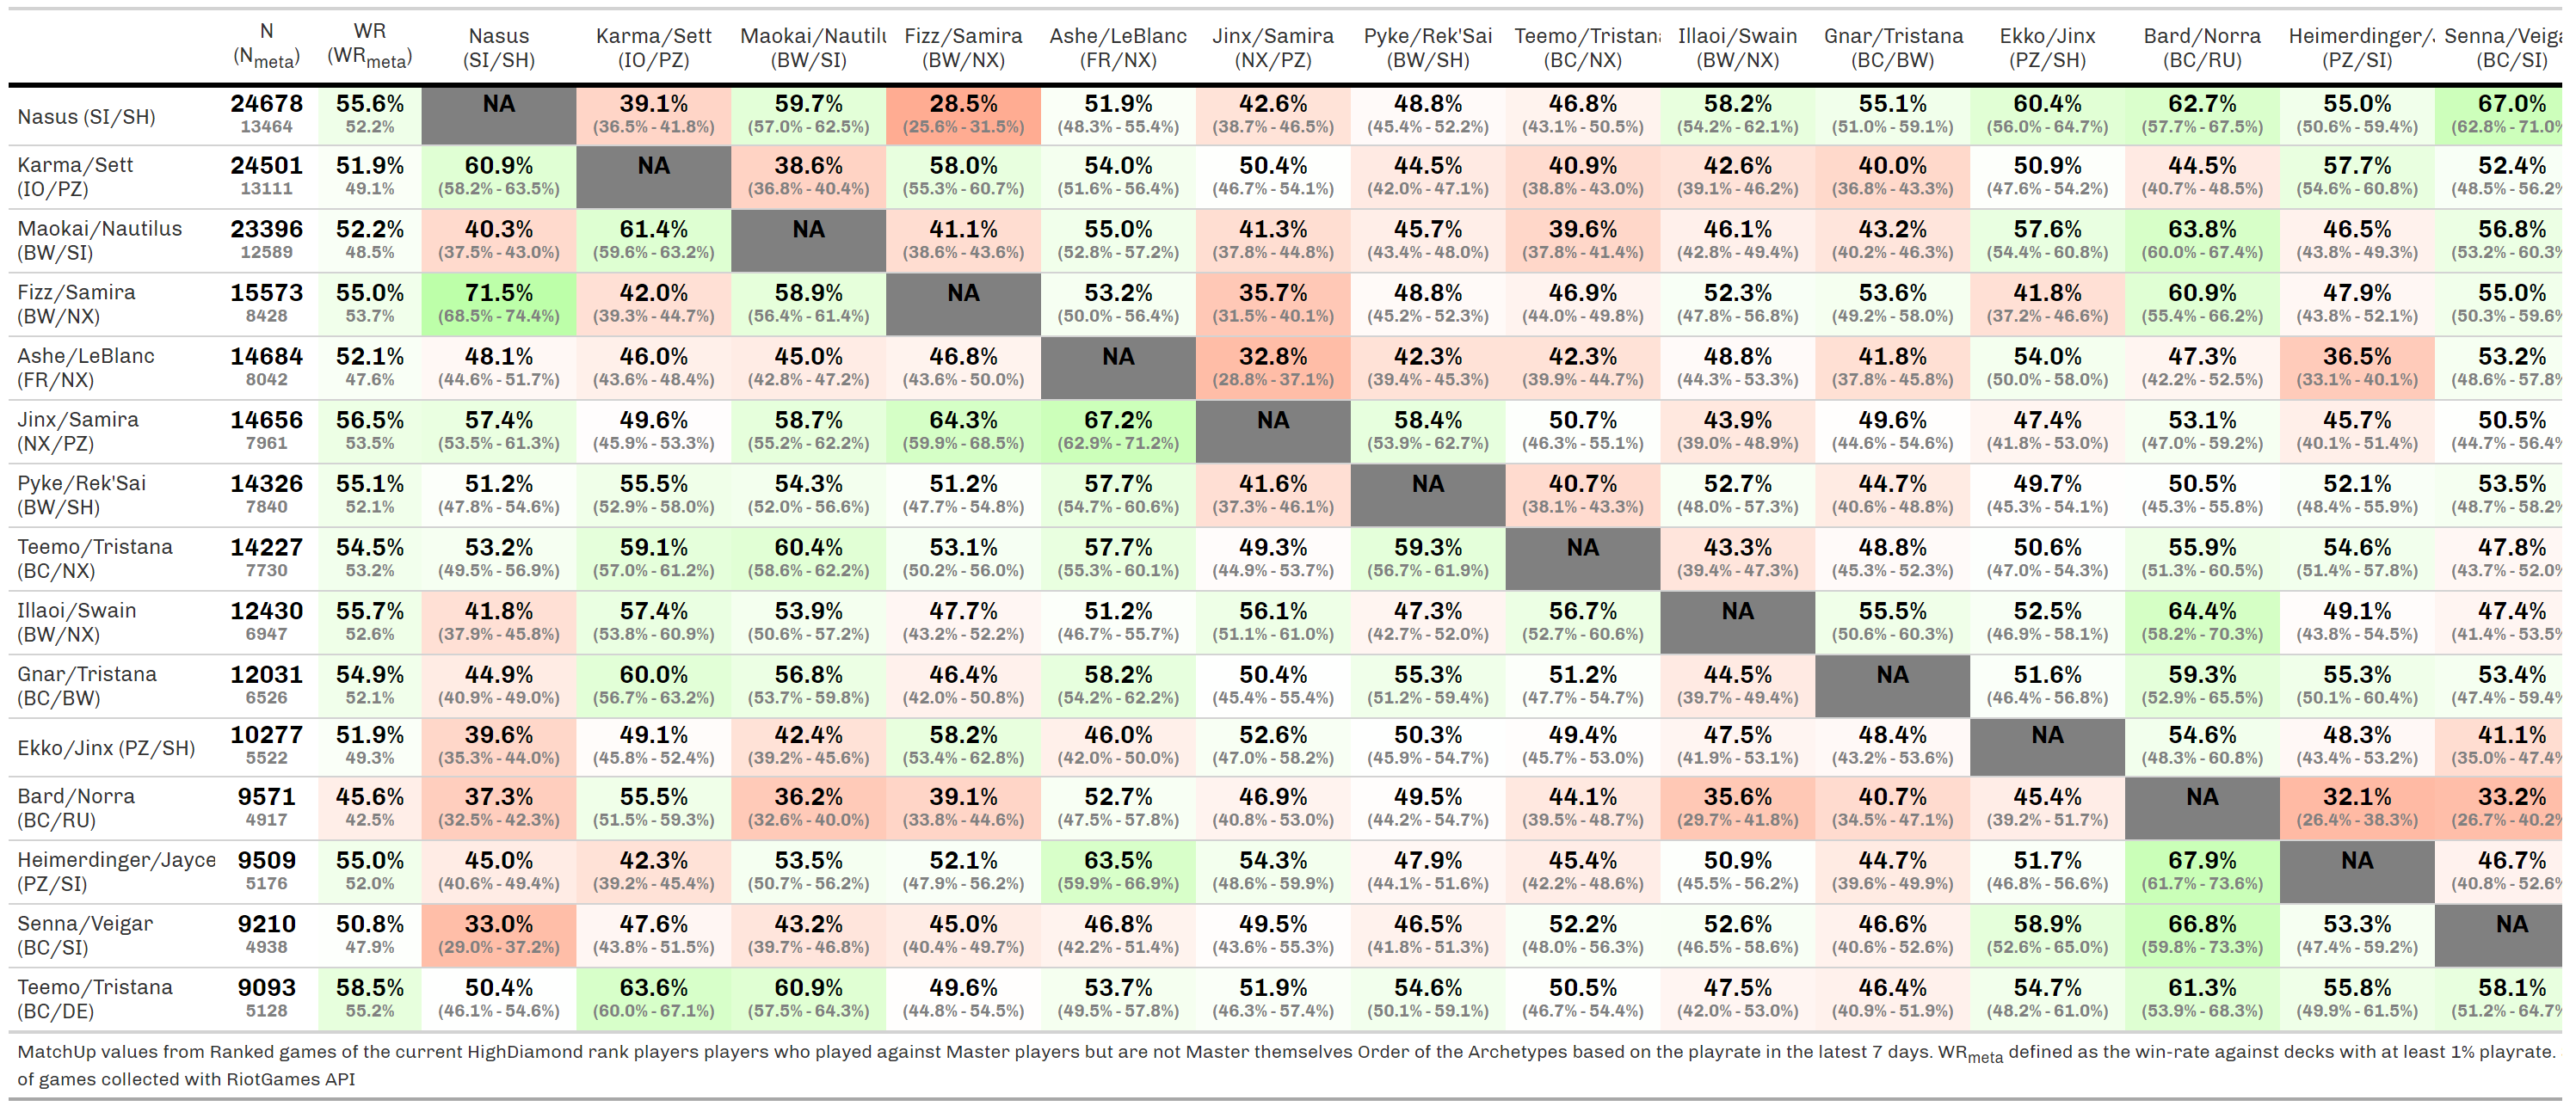 N WR Nasus Karma/Sett Maokai/Nautil Fizz/Samira Ashe/LeBlanc Jinx/Samira Pyke/Rek'Sai Teemo/Tristan Illaoi/Swain Gnar/Tristana Ekko/Jinx Bard/Norra Heimerdinger/ Senna/Veiga
(Nmeta) (WRmeta) (SI/SH) (IO/PZ) (BW/SI) (BW/NX) (FR/NX) (NX/PZ) (BW/SH) (BC/NX) (BW/NX) (BC/BW) (PZ/SH) (BC/RU) (PZ/SI) (BC/SI)
Nasus (SI/SH) 24678 55.6% NA 39.1% 59.7% 28.5% 51.9% 42.6% 48.8% 46.8% 58.2% 55.1% 60.4% 62.7% 55.0% 67.0%
13464 52.2% (36.5% - 41.8%) (57.0% - 62.5%) (25.6% - 31.5%) (48.3% - 55.4%) (38.7% - 46.5%) (45.4% - 52.2%) (43.1% - 50.5%) (54.2% - 62.1%) (51.0% - 59.1%) (56.0% - 64.7%) (57.7% - 67.5%) (50.6% - 59.4%) (62.8% - 71.0%
Karma/Sett 24501 51.9% 60.9% NA 38.6% 58.0% 54.0% 50.4% 44.5% 40.9% 42.6% 40.0% 50.9% 44.5% 57.7% 52.4%
(IO/PZ) 13111 49.1% (58.2% - 63.5%) (36.8% - 40.4%) (55.3% - 60.7%) (51.6% - 56.4%) (46.7% - 54.1%) (42.0% - 47.1%) (38.8% - 43.0%) (39.1% - 46.2%) (36.8% - 43.3%) (47.6% - 54.2%) (40.7% - 48.5%) (54.6% - 60.8%) (48.5% - 56.2%
Maokai/Nautilus 23396 52.2% 40.3% 61.4% NA 41.1% 55.0% 41.3% 45.7% 39.6% 46.1% 43.2% 57.6% 63.8% 46.5% 56.8%
(BW/SI) 12589 48.5% (37.5% - 43.0%) (59.6% - 63.2%) (38.6% - 43.6%) (52.8% - 57.2%) (37.8% - 44.8%) (43.4% - 48.0%) (37.8% - 41.4%) (42.8% - 49.4%) (40.2% - 46.3%) (54.4% - 60.8%) (60.0% - 67.4%) (43.8% - 49.3%) (53.2% - 60.3%
Fizz/Samira 15573 55.0% 71.5% 42.0% 58.9% NA 53.2% 35.7% 48.8% 46.9% 52.3% 53.6% 41.8% 60.9% 47.9% 55.0%
(BW/NX) 8428 53.7% (68.5% - 74.4%) (39.3% - 44.7%) (56.4% - 61.4%) (50.0% - 56.4%) (31.5% - 40.1%) (45.2% - 52.3%) (44.0% - 49.8%) (47.8% - 56.8%) (49.2% - 58.0%) (37.2% - 46.6%) (55.4% - 66.2%) (43.8% - 52.1%) (50.3% - 59.6%
Ashe/LeBlanc 14684 52.1% 48.1% 46.0% 45.0% 46.8% NA 32.8% 42.3% 42.3% 48.8% 41.8% 54.0% 47.3% 36.5% 53.2%
(FR/NX) 8042 47.6% (44.6% - 51.7%) (43.6% - 48.4%) (42.8% - 47.2%) (43.6% - 50.0%) (28.8% - 37.1%) (39.4% - 45.3%) (39.9% - 44.7%) (44.3% - 53.3%) (37.8% - 45.8%) (50.0% - 58.0%) (42.2% - 52.5%) (33.1% - 40.1%) (48.6% - 57.8%
Jinx/Samira 14656 56.5% 57.4% 49.6% 58.7% 64.3% 67.2% NA 58.4% 50.7% 43.9% 49.6% 47.4% 53.1% 45.7% 50.5%
(NX/PZ) 7961 53.5% (53.5% - 61.3%) (45.9% - 53.3%) (55.2% - 62.2%) (59.9% - 68.5%) (62.9% - 71.2%) (53.9% - 62.7%) (46.3% - 55.1%) (39.0% - 48.9%) (44.6% - 54.6%) (41.8% - 53.0%) (47.0% - 59.2%) (40.1% - 51.4%) (44.7% - 56.4%
Pyke/Rek'Sai 14326 55.1% 51.2% 55.5% 54.3% 51.2% 57.7% 41.6% NA 40.7% 52.7% 44.7% 49.7% 50.5% 52.1% 53.5%
(BW/SH) 7840 52.1% (47.8% - 54.6%) (52.9% - 58.0%) (52.0% - 56.6%) (47.7% - 54.8%) (54.7% - 60.6%) (37.3% - 46.1%) (38.1% - 43.3%) (48.0% - 57.3%) (40.6% - 48.8%) (45.3% - 54.1%) (45.3% - 55.8%) (48.4% - 55.9%) (48.7% - 58.2%
Teemo/Tristana 14227 54.5% 53.2% 59.1% 60.4% 53.1% 57.7% 49.3% 59.3% NA 43.3% 48.8% 50.6% 55.9% 54.6% 47.8%
(BC/NX) 7730 53.2% (49.5% - 56.9%) (57.0% - 61.2%) (58.6% - 62.2%) (50.2% - 56.0%) (55.3% - 60.1%) (44.9% - 53.7%) (56.7% - 61.9%) (39.4% - 47.3%) (45.3% - 52.3%) (47.0% - 54.3%) (51.3% - 60.5%) (51.4% - 57.8%) (43.7% - 52.0%
Illaoi/Swain 12430 55.7% 41.8% 57.4% 53.9% 47.7% 51.2% 56.1% 47.3% 56.7% NA 55.5% 52.5% 64.4% 49.1% 47.4%
(BW/NX) 6947 52.6% (37.9% - 45.8%) (53.8% - 60.9%) (50.6% - 57.2%) (43.2% - 52.2%) (46.7% - 55.7%) (51.1% - 61.0%) (42.7% - 52.0%) (52.7% - 60.6%) (50.6% - 60.3%) (46.9% - 58.1%) (58.2% - 70.3%) (43.8% - 54.5%) (41.4% - 53.5%
Gnar/Tristana 12031 54.9% 44.9% 60.0% 56.8% 46.4% 58.2% 50.4% 55.3% 51.2% 44.5% NA 51.6% 59.3% 55.3% 53.4%
(BC/BW) 6526 52.1% (40.9% - 49.0%) (56.7% - 63.2%) (53.7% - 59.8%) (42.0% - 50.8%) (54.2% - 62.2%) (45.4% - 55.4%) (51.2% - 59.4%) (47.7% - 54.7%) (39.7% - 49.4%) (46.4% - 56.8%) (52.9% - 65.5%) (50.1% - 60.4%) (47.4% - 59.4%
Ekko/Jinx (PZ/SH) 10277 51.9% 39.6% 49.1% 42.4% 58.2% 46.0% 52.6% 50.3% 49.4% 47.5% 48.4% NA 54.6% 48.3% 41.1%
5522 49.3% (35.3% - 44.0%) (45.8% - 52.4%) (39.2% - 45.6%) (53.4% - 62.8%) (42.0% - 50.0%) (47.0% - 58.2%) (45.9% - 54.7%) (45.7% - 53.0%) (41.9% - 53.1%) (43.2% - 53.6%) (48.3% - 60.8%) (43.4% - 53.2%) (35.0% - 47.4%
Bard/Norra 9571 45.6% 37.3% 55.5% 36.2% 39.1% 52.7% 46.9% 49.5% 44.1% 35.6% 40.7% 45.4% NA 32.1% 33.2%
(BC/RU) 4917 42.5% (32.5% - 42.3%) (51.5% - 59.3%) (32.6% - 40.0%) (33.8% - 44.6%) (47.5% - 57.8%) (40.8% - 53.0%) (44.2% - 54.7%) (39.5% - 48.7%) (29.7% - 41.8%) (34.5% - 47.1%) (39.2% - 51.7%) (26.4% - 38.3%) (26.7% - 40.2%
Heimerdinger/Jayce 9509 55.0% 45.0% 42.3% 53.5% 52.1% 63.5% 54.3% 47.9% 45.4% 50.9% 44.7% 51.7% 67.9% NA 46.7%
(PZ/SI) 5176 52.0% (40.6% - 49.4%) (39.2% - 45.4%) (50.7% - 56.2%) (47.9% - 56.2%) (59.9% - 66.9%) (48.6% - 59.9%) (44.1% - 51.6%) (42.2% - 48.6%) (45.5% - 56.2%) (39.6% - 49.9%) (46.8% - 56.6%) (61.7% - 73.6%) (40.8% - 52.6%
Senna/Veigar 9210 50.8% 33.0% 47.6% 43.2% 45.0% 46.8% 49.5% 46.5% 52.2% 52.6% 46.6% 58.9% 66.8% 53.3% NA
(BC/SI) 4938 47.9% (29.0% - 37.2%) (43.8% - 51.5%) (39.7% - 46.8%) (40.4% - 49.7%) (42.2% - 51.4%) (43.6% - 55.3%) (41.8% - 51.3%) (48.0% - 56.3%) (46.5% - 58.6%) (40.6% - 52.6%) (52.6% - 65.0%) (59.8% - 73.3%) (47.4% - 59.2%)
Teemo/Tristana 9093 58.5% 50.4% 63.6% 60.9% 49.6% 53.7% 51.9% 54.6% 50.5% 47.5% 46.4% 54.7% 61.3% 55.8% 58.1%
(BC/DE) 5128 55.2% (46.1% - 54.6%) (60.0% - 67.1%) (57.5% - 64.3%) (44.8% - 54.5%) (49.5% - 57.8%) (46.3% - 57.4%) (50.1% - 59.1%) (46.7% - 54.4%) (42.0% - 53.0%) (40.9% - 51.9%) (48.2% - 61.0%) (53.9% - 68.3%) (49.9% - 61.5%) (51.2% - 64.7%
MatchUp values from Ranked games of the current HighDiamond rank players players who played against Master players but are not Master themselves Order of the Archetypes based on the playrate in the latest 7 days. WRmeta defined as the win-rate against decks with at least 1% playrate.
of games collected with RiotGames API